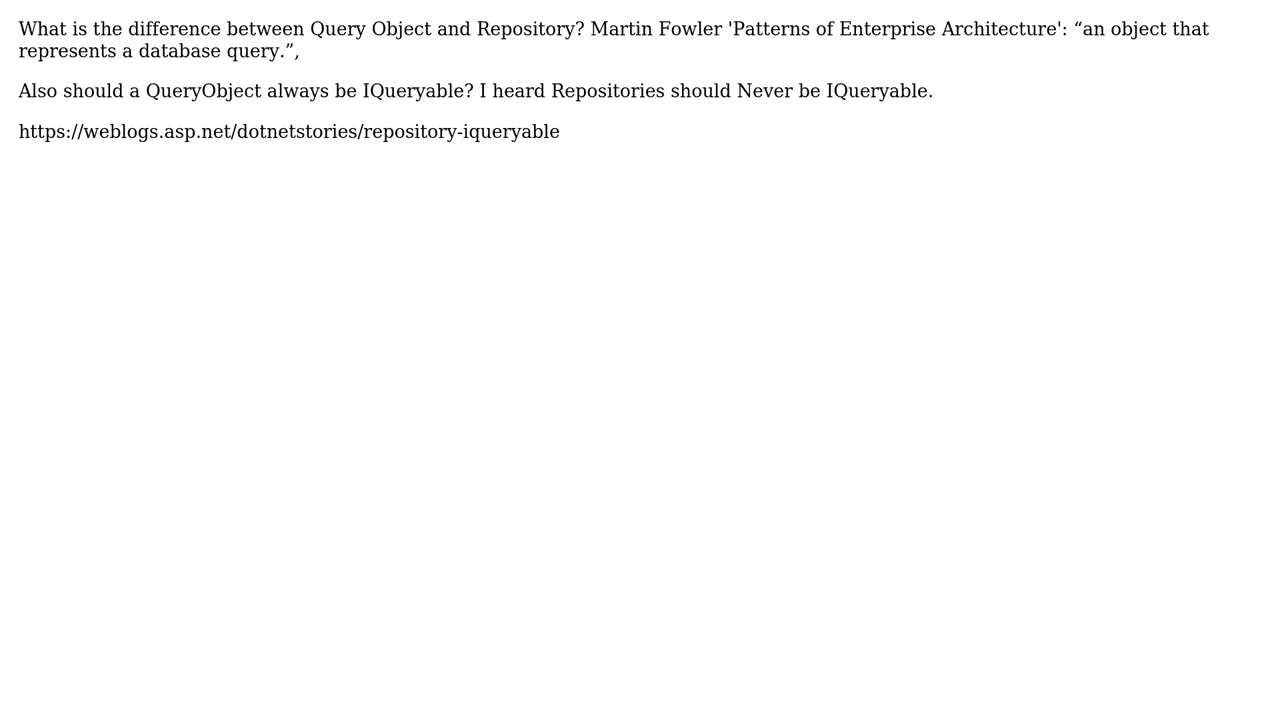 What is the difference between Query Object and Repository? Martin Fowler 'Patterns of Enterprise Architecture': “an object that
represents a database query.”,
Also should a QueryObject always be IQueryable? I heard Repositories should Never be IQueryable.
https://weblogs.asp.net/dotnetstories/repository-iqueryable